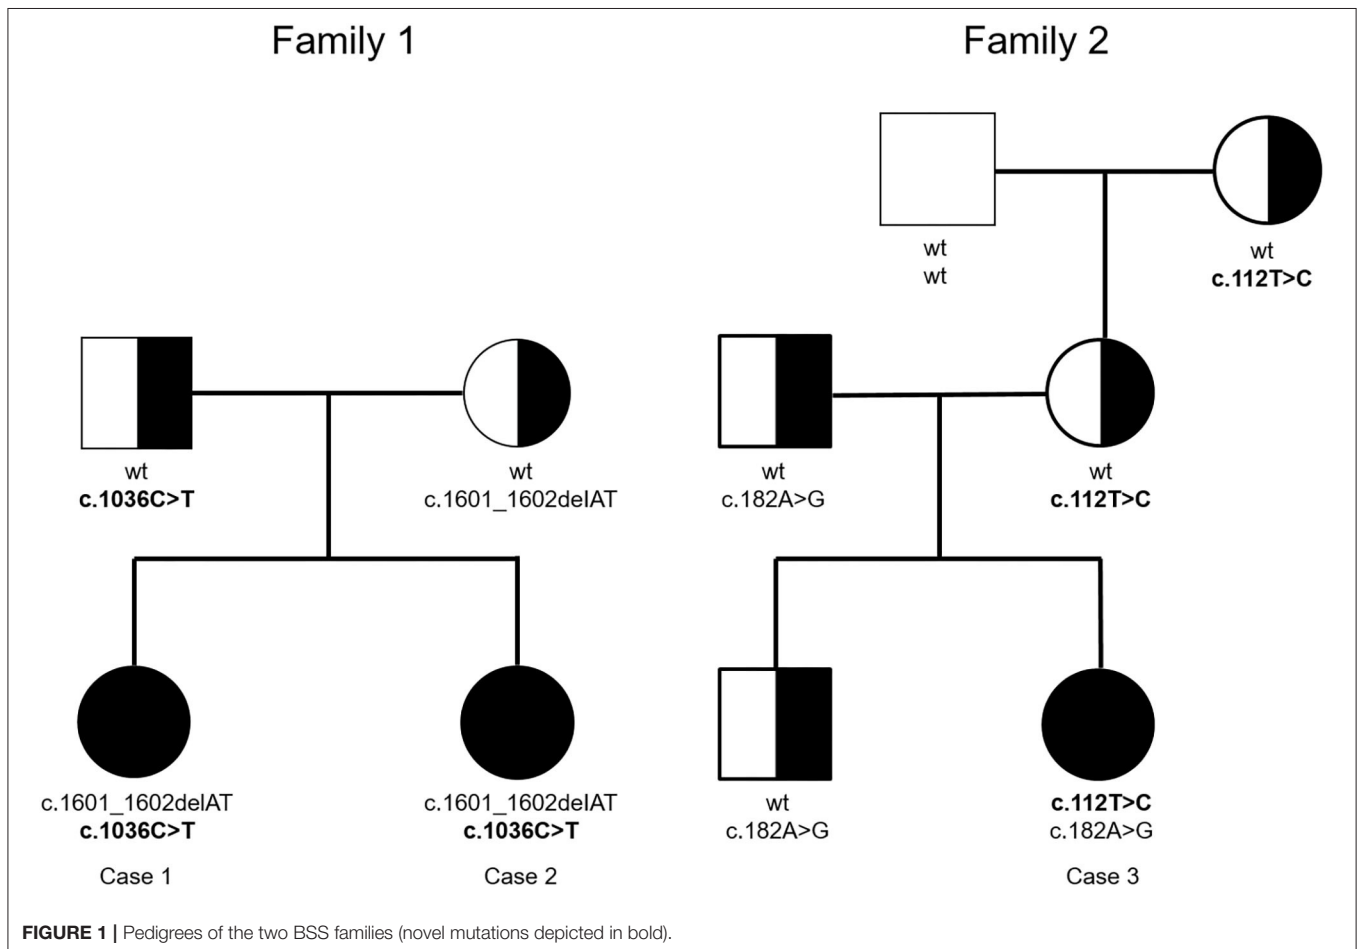 Family 1
Family 2
wt
wt
wt
c.112T>C
wt
c.1036C>T
wt
c.1601_1602delAT
wt
c.182A>G
wt
c.112T>C
c.1601_1602delAT
c.1036C>T
Case 1
c.1601_1602delAT
c.1036C>T
Case 2
wt
c.182A>G
c.112T>C
c.182A>G
Case 3
FIGURE 1 | Pedigrees of the two BSS families (novel mutations depicted in bold).